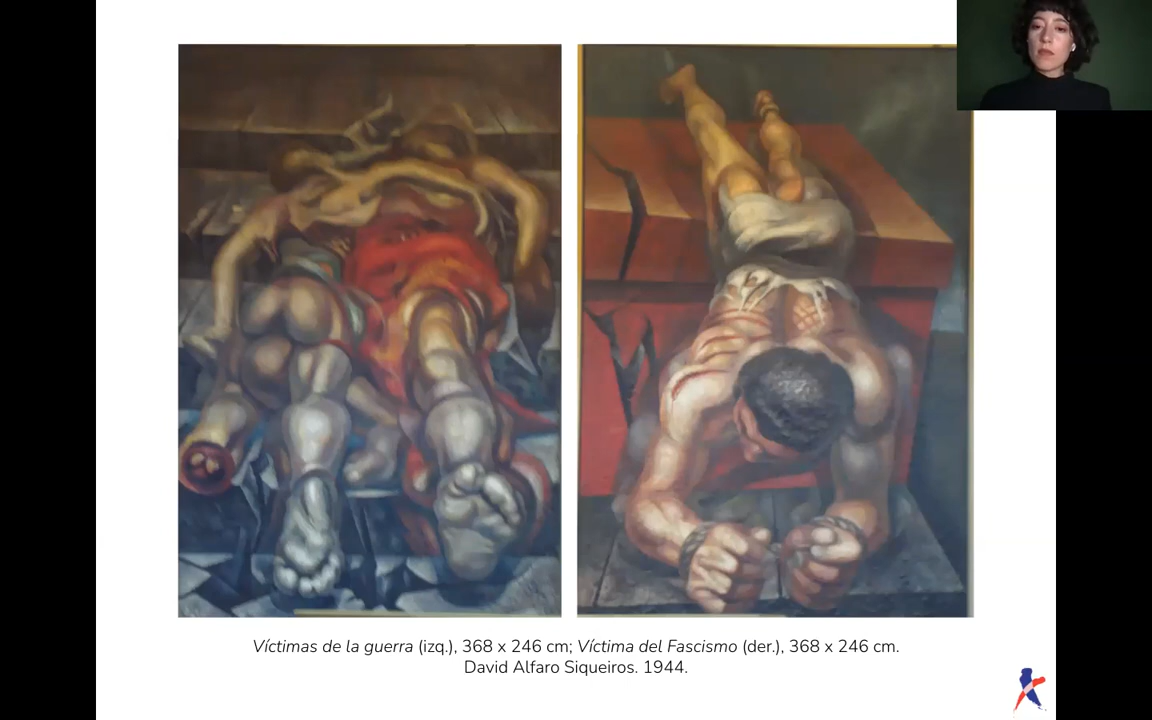 Víctimas de la guerra (izq.), 368 x 246 cm; Víctima del Fascismo (der.), 368 x 246 cm.
David Alfaro Siqueiros. 1944.